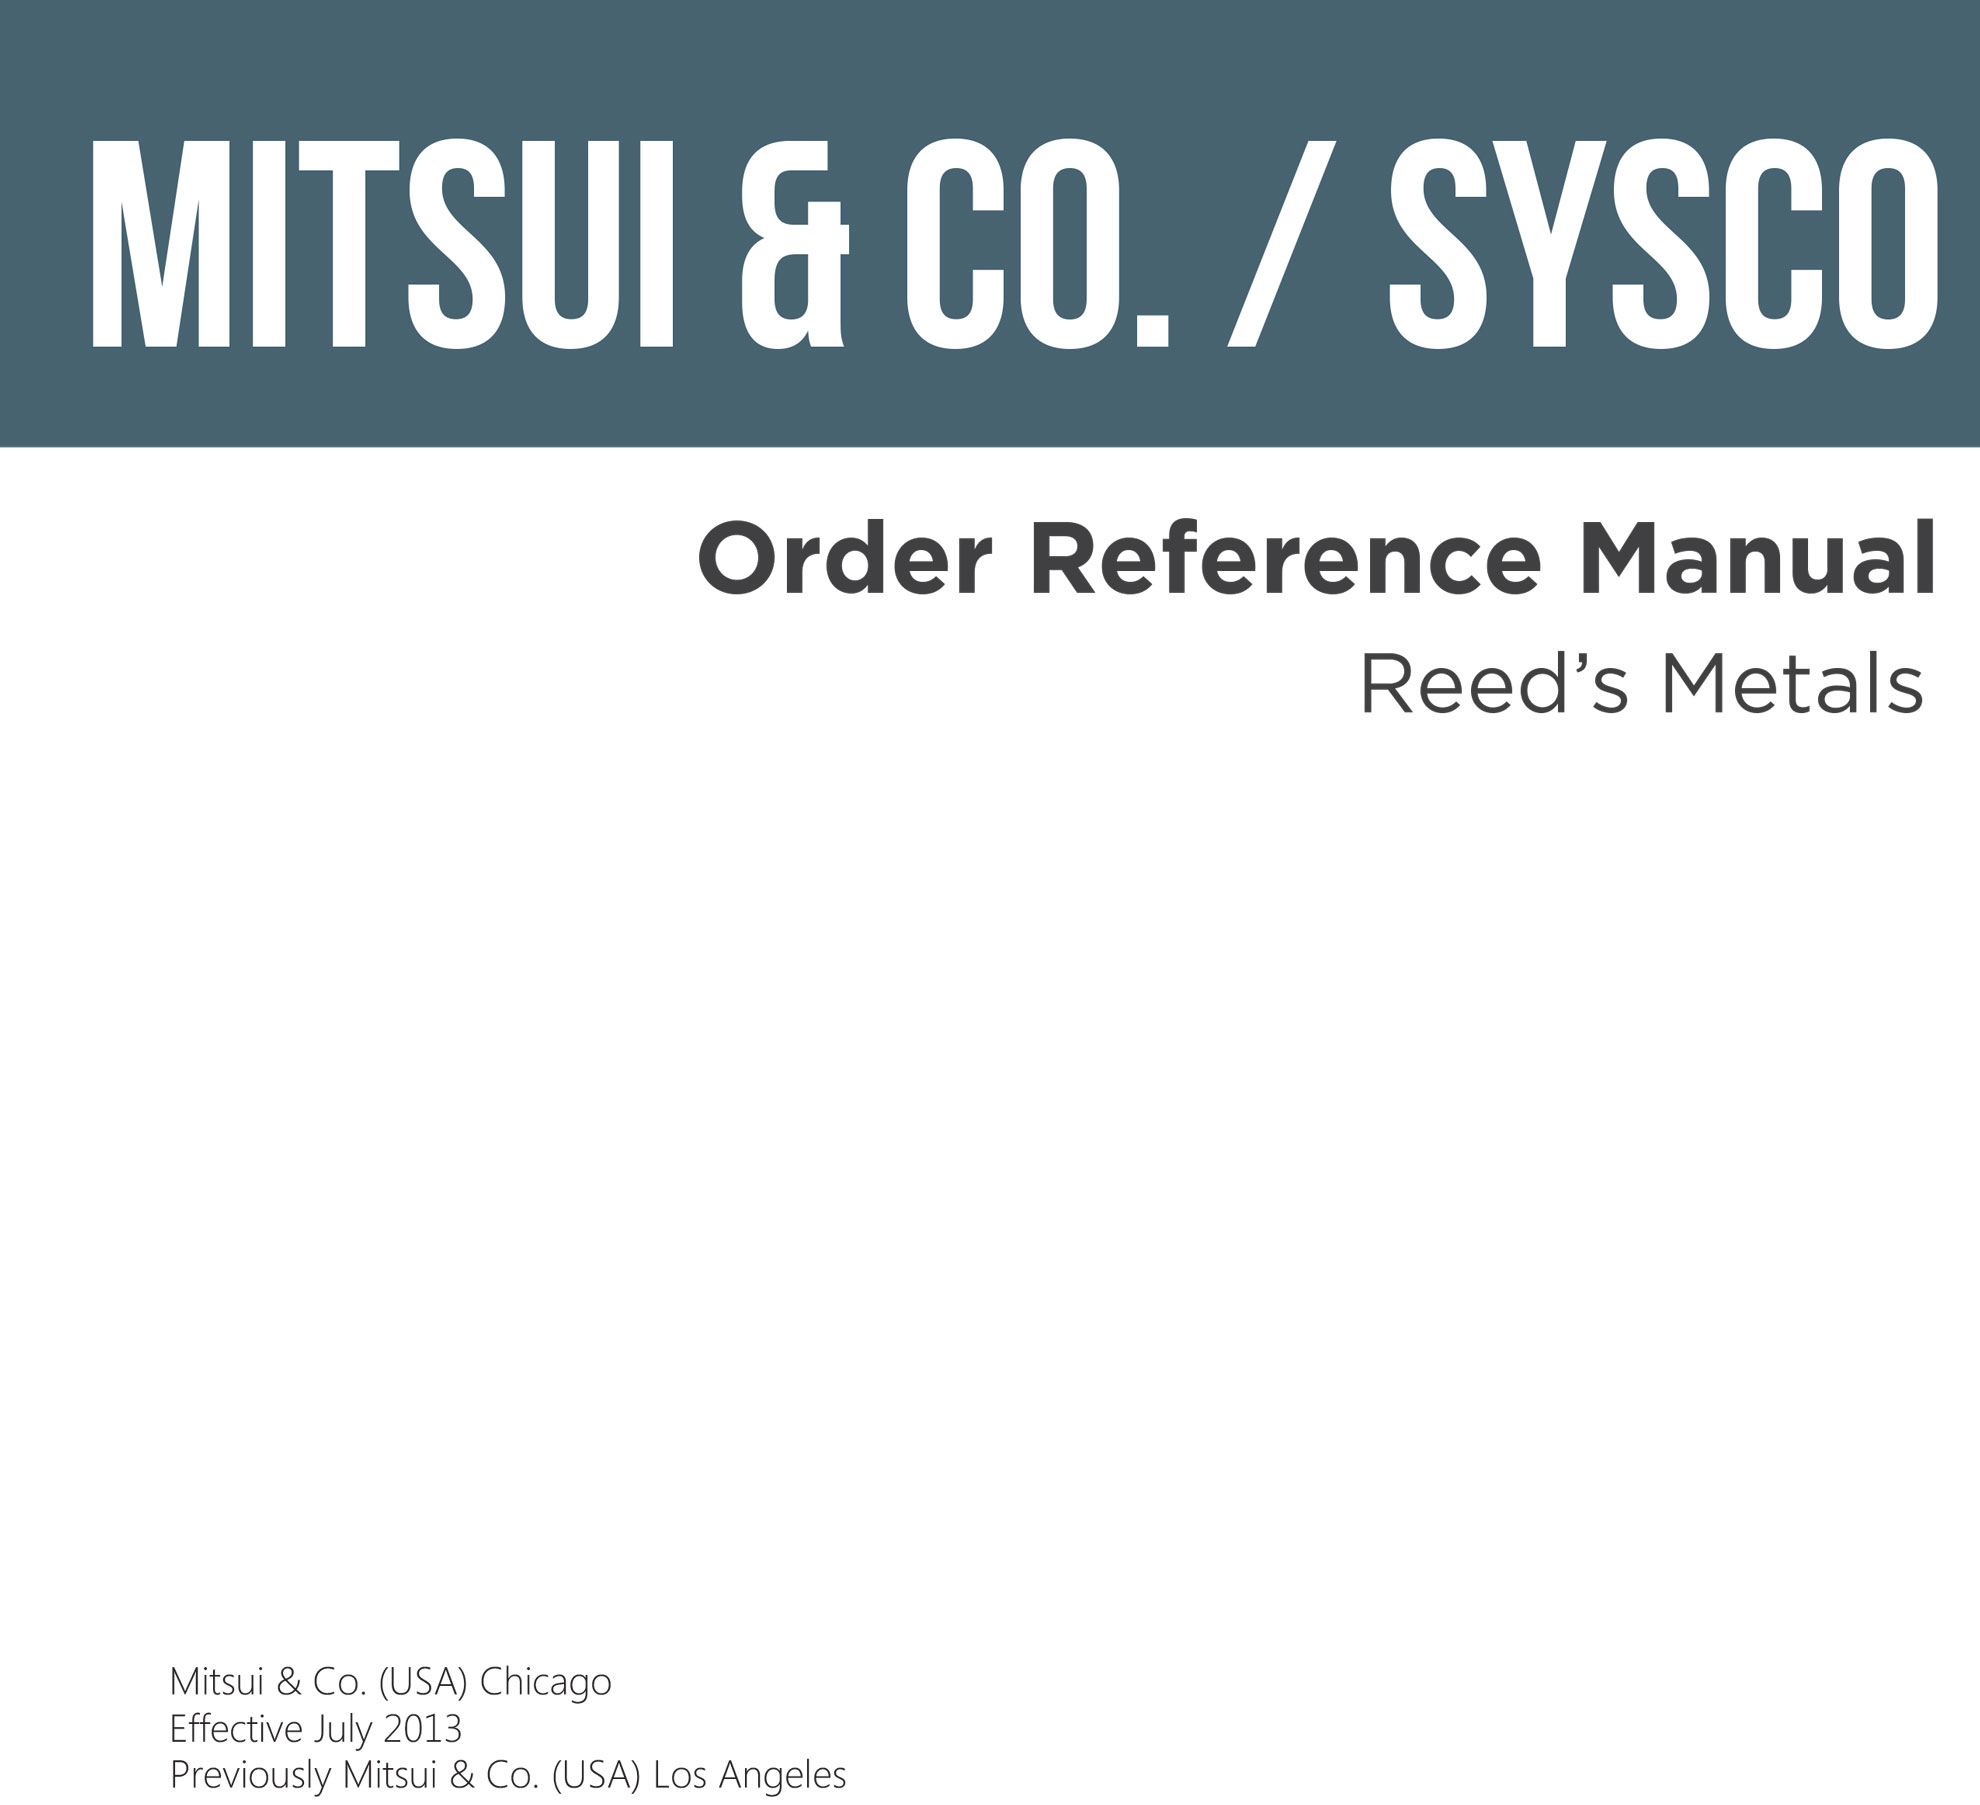 MITSUI & CO. / SYSCO
Order Reference Manual
Reed’s Metals
Mitsui & Co. (USA) Chicago
Effective July 2013
Previously Mitsui & Co. (USA) Los Angeles